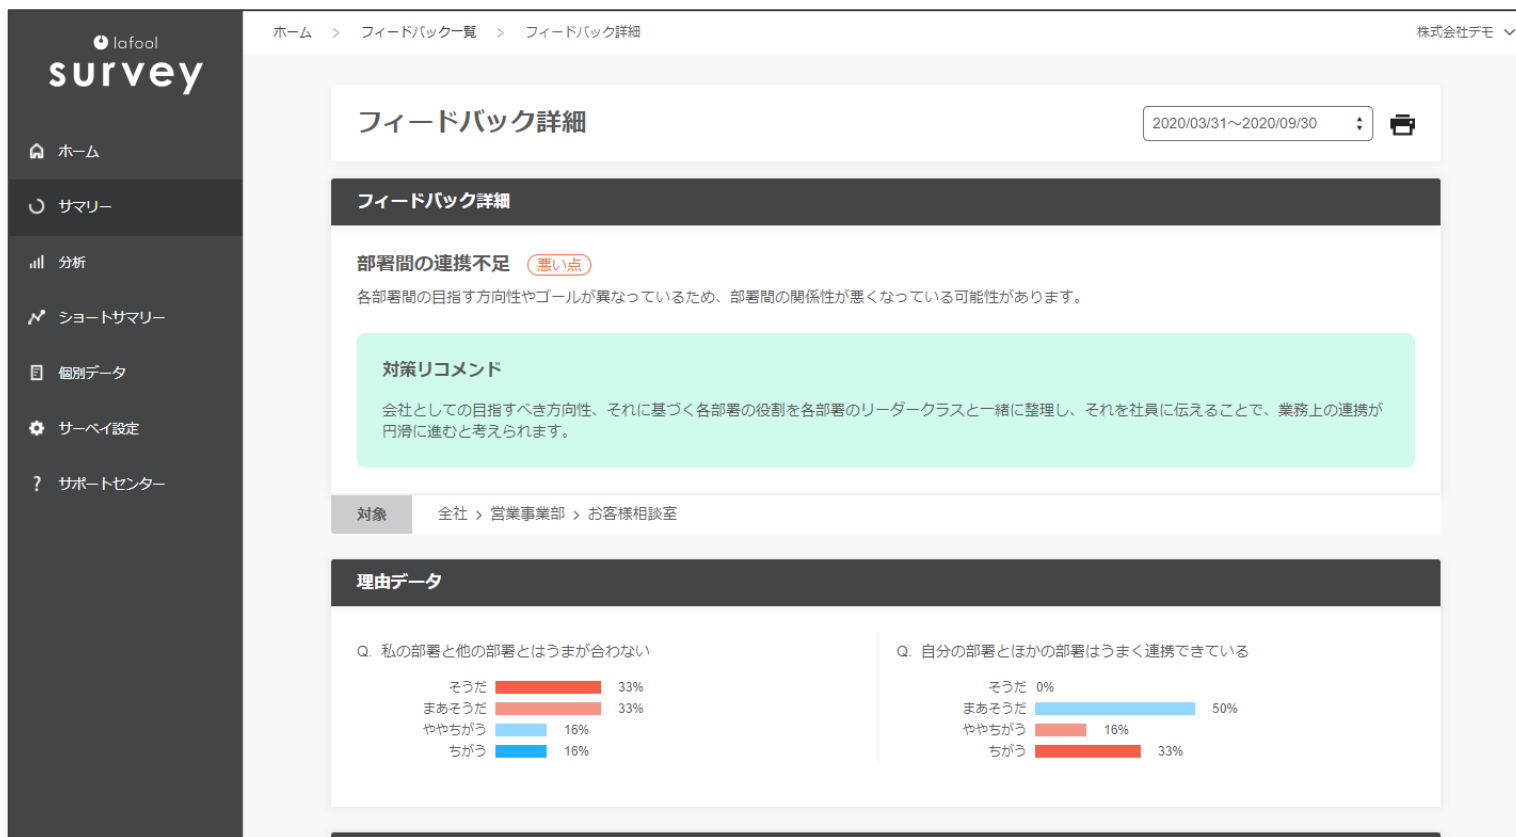 lafool
survey
ホーム
サマリー
分析
ショートサマリー
個別データ
サーベイ設定
? サポートセンター
ホーム > フィードバック一覧 > フィードバック詳細
株式会社デモ
フィードバック詳細
2020/03/31～2020/09/30
フィードバック詳細
部署間の連携不足 悪い点
各部署間の目指す方向性やゴールが異なっているため、部署間の関係性が悪くなっている可能性があります。
対策リコメンド
会社としての目指すべき方向性、それに基づく各部署の役割を各部署のリーダークラスと一緒に整理し、それを社員に伝えることで、業務上の連携が
円滑に進むと考えられます。
対象 全社 > 営業事業部 > お客様相談室
理由データ
Q. 私の部署と他の部署とはうまが合わない
そうだ 33%
まあそうだ 33%
ややちがう 16%
ちがう 16%
Q. 自分の部署とほかの部署はうまく連携できている
そうだ 0%
まあそうだ 50%
ややちがう 16%
ちがう 33%